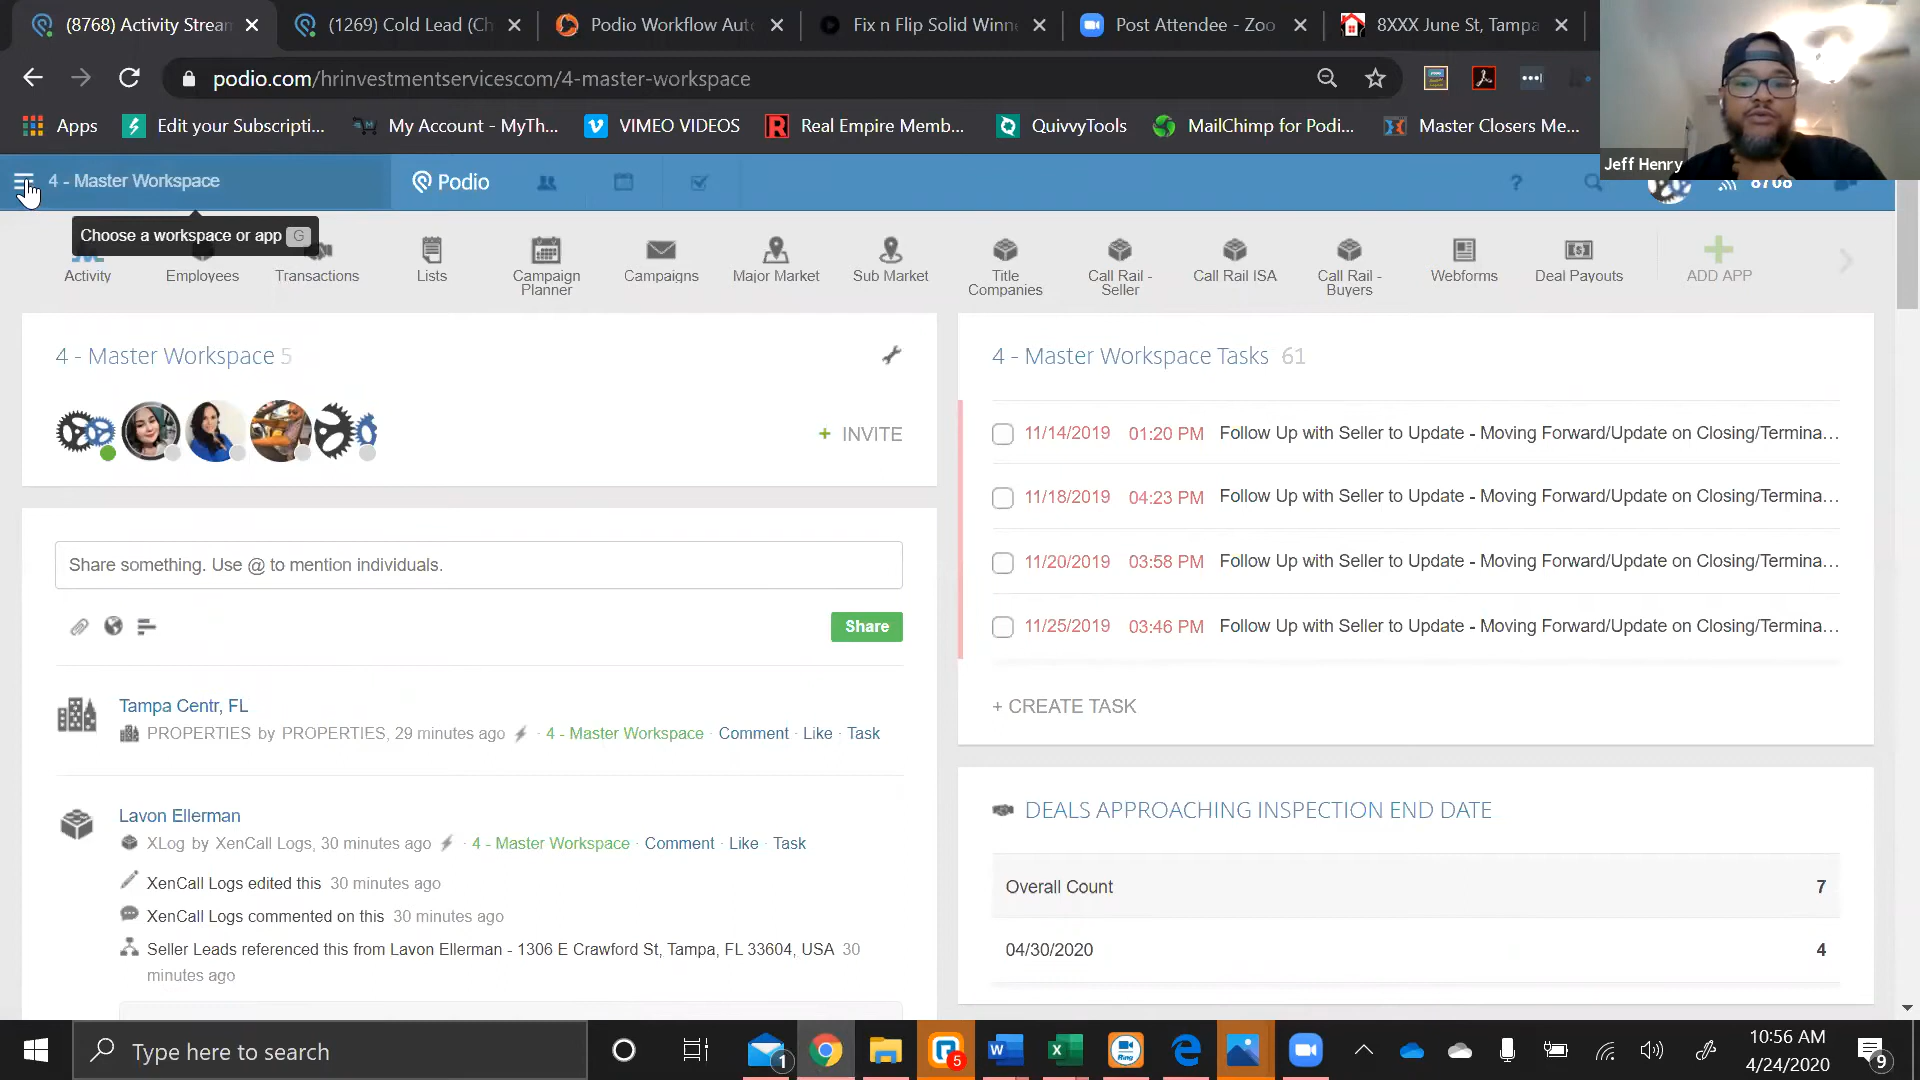 (8768) Activity Strean
(1269) Cold Lead (Ch
Podio Workflow Auto
Fix n Flip Solid Winne
Post Attendee - Zoo
8XXX June St, Tampa
podio.com/hrinvestmentservicescom/4-master-workspace
Apps
Edit your Subscripti...
My Account - MyTh...
VIMEO VIDEOS
Real Empire Memb...
QuivvyTools
MailChimp for Podi...
Master Closers Me...
Jeff Henry
4 - Master Workspace
Podio
?
8768
Choose a workspace or app G
Activity
Employees
Transactions
Lists
Campaign Planner
Campaigns
Major Market
Sub Market
Title Companies
Call Rail - Seller
Call Rail ISA
Call Rail - Buyers
Webforms
Deal Payouts
ADD APP
4 - Master Workspace 5
+ INVITE
Share something. Use @ to mention individuals.
Share
Tampa Centr, FL
PROPERTIES by PROPERTIES, 29 minutes ago · 4 - Master Workspace · Comment · Like · Task
Lavon Ellerman
XLog by XenCall Logs, 30 minutes ago · 4 - Master Workspace Comment · Like · Task
XenCall Logs edited this 30 minutes ago
XenCall Logs commented on this 30 minutes ago
Seller Leads referenced this from Lavon Ellerman - 1306 E Crawford St, Tampa, FL 33604, USA 30
minutes ago
4 - Master Workspace Tasks 61
11/14/2019 01:20 PM Follow Up with Seller to Update - Moving Forward/Update on Closing/Termina...
11/18/2019 04:23 PM Follow Up with Seller to Update - Moving Forward/Update on Closing/Termina...
11/20/2019 03:58 PM Follow Up with Seller to Update - Moving Forward/Update on Closing/Termina...
11/25/2019 03:46 PM Follow Up with Seller to Update - Moving Forward/Update on Closing/Termina...
+ CREATE TASK
DEALS APPROACHING INSPECTION END DATE
Overall Count 7
04/30/2020 4
Type here to search
1
5
Ring
10:56 AM
4/24/2020
9